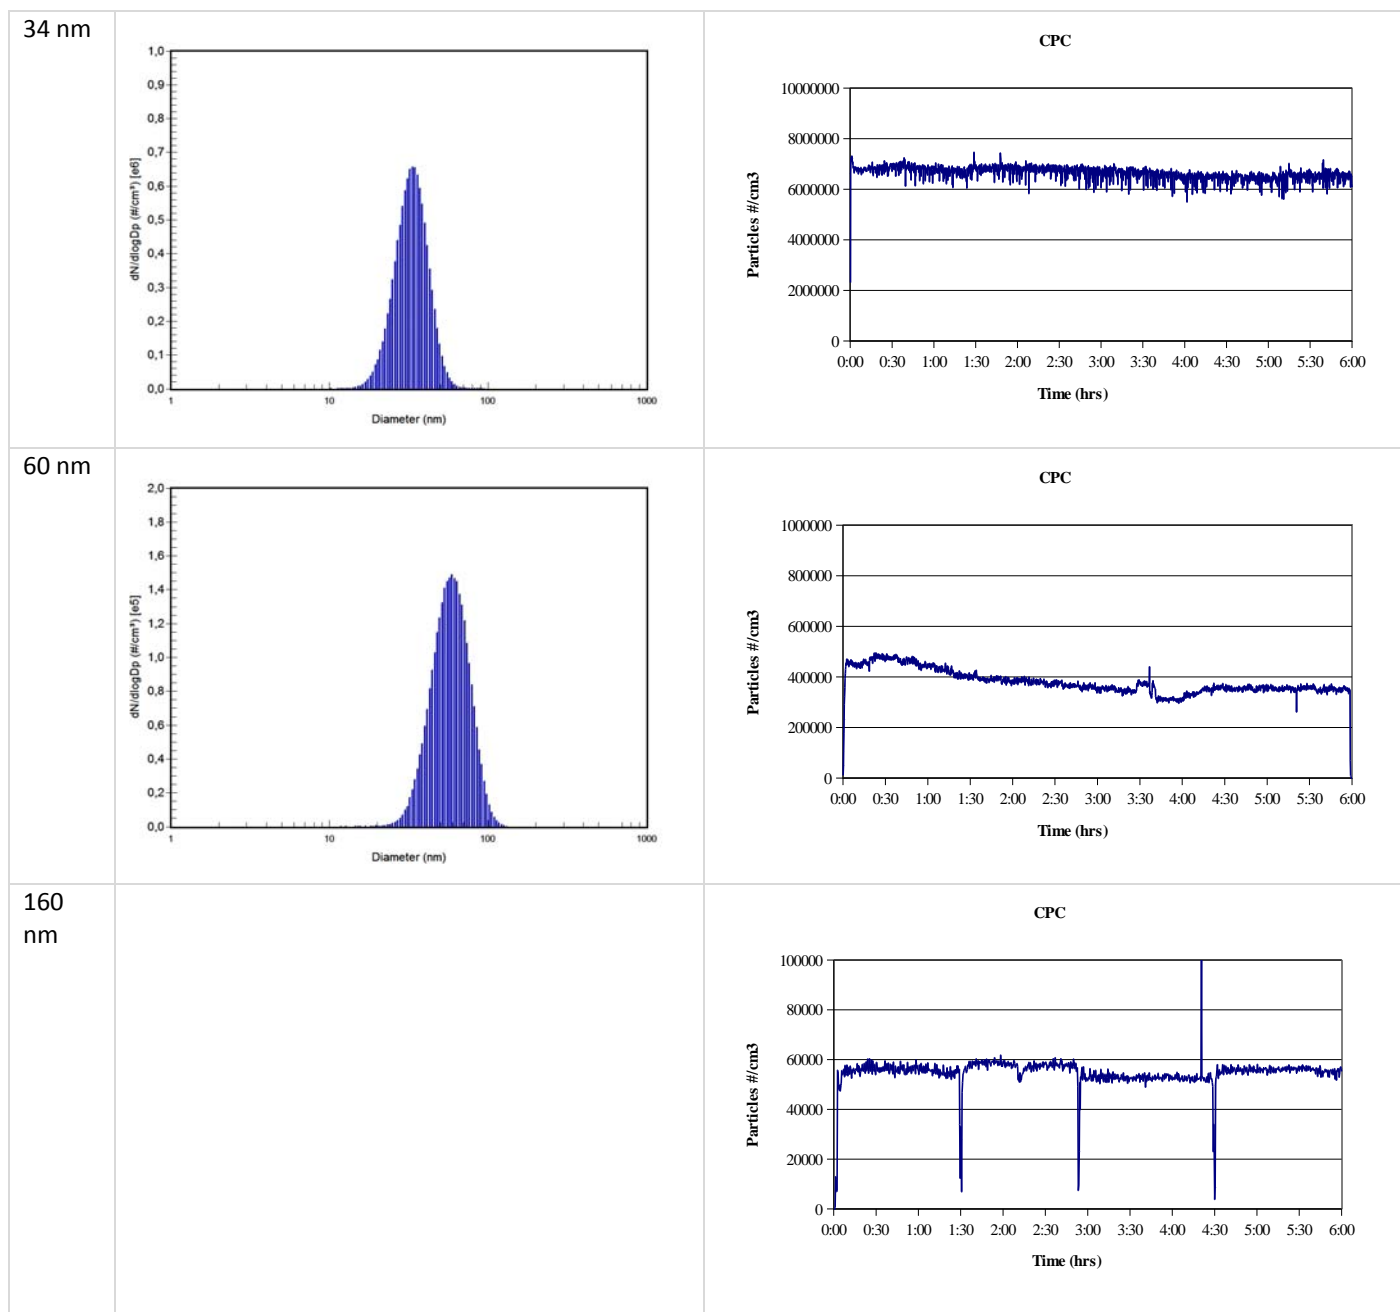 34 nm
1,0
0,9
0,8
0,7
0,6
0,5
0,4
0,3
0,2
0,1
0,0
dN/dlogDp (#/cm³) [e6]
1 10 100 1000
Diameter (nm)
CPC
10000000
8000000
6000000
4000000
2000000
0
Particles #/cm3
0:00 0:30 1:00 1:30 2:00 2:30 3:00 3:30 4:00 4:30 5:00 5:30 6:00
Time (hrs)
60 nm
2,0
1,8
1,6
1,4
1,2
1,0
0,8
0,6
0,4
0,2
0,0
dN/dlogDp (#/cm³) [e5]
1 10 100 1000
Diameter (nm)
CPC
1000000
800000
600000
400000
200000
0
Particles #/cm3
0:00 0:30 1:00 1:30 2:00 2:30 3:00 3:30 4:00 4:30 5:00 5:30 6:00
Time (hrs)
160
nm
CPC
100000
80000
60000
40000
20000
0
Particles #/cm3
0:00 0:30 1:00 1:30 2:00 2:30 3:00 3:30 4:00 4:30 5:00 5:30 6:00
Time (hrs)